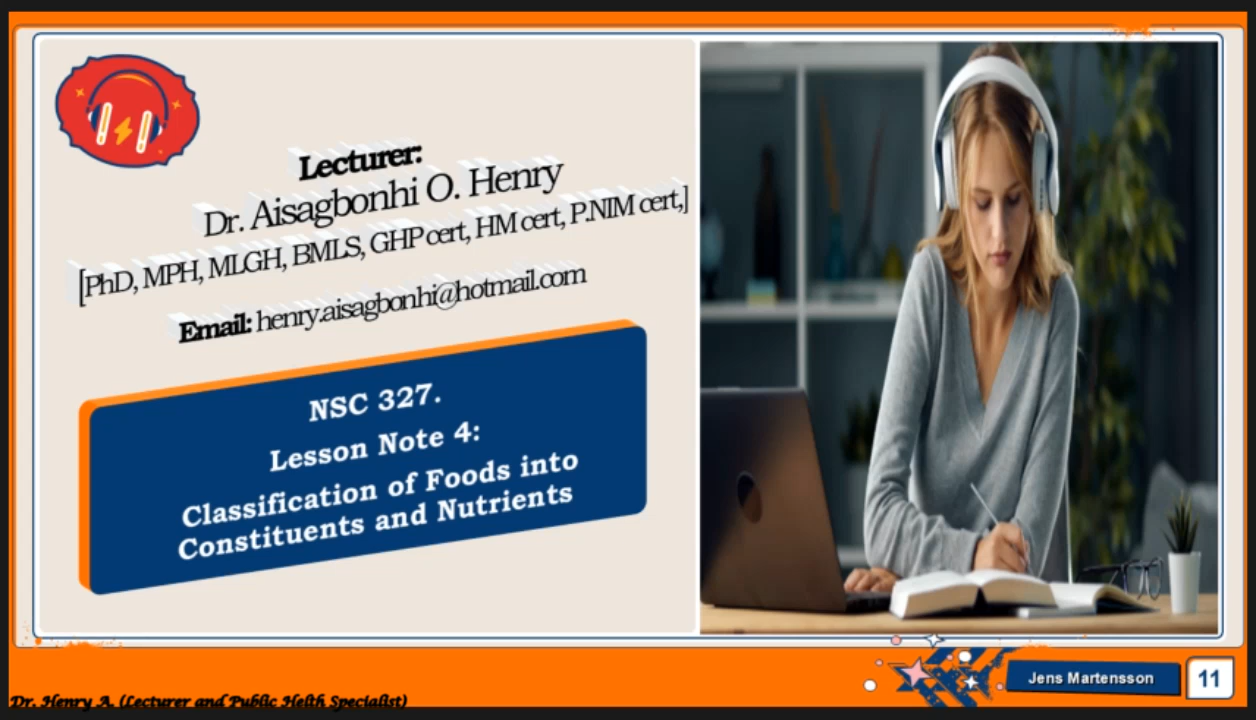 Lecturer:
Dr. Aisagbonhi O. Henry
[PhD, MPH, MLGH, BMLS, GHP cert, HM cert, P.NIM cert,]
Email: henry.aisagbonhi@hotmail.com
NSC 327.
Lesson Note 4:
Classification of Foods into
Constituents and Nutrients
Jens Martensson
11
Dr. Henry A. (Lecturer and Public Helth Specialist)